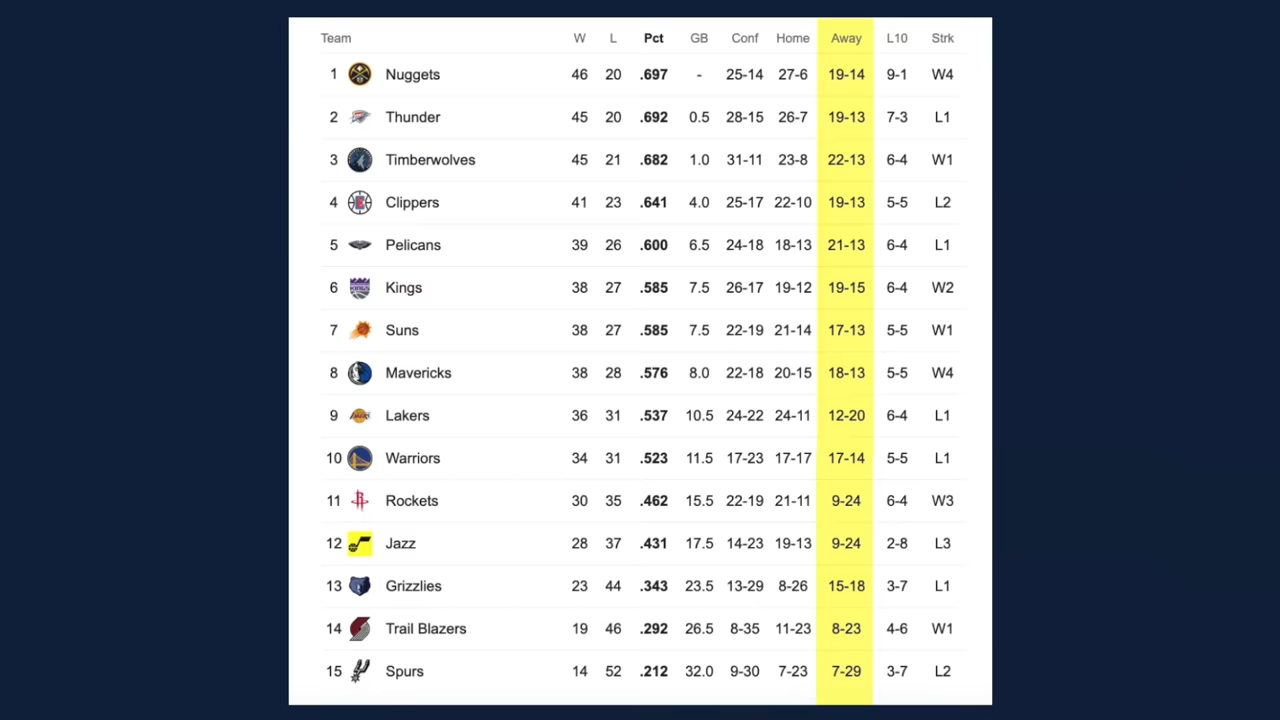 Team W L Pct GB Conf Home Away L10 Strk
1 Nuggets 46 20 .697 - 25-14 27-6 19-14 9-1 W4
2 Thunder 45 20 .692 0.5 28-15 26-7 19-13 7-3 L1
3 Timberwolves 45 21 .682 1.0 31-11 23-8 22-13 6-4 W1
4 Clippers 41 23 .641 4.0 25-17 22-10 19-13 5-5 L2
5 Pelicans 39 26 .600 6.5 24-18 18-13 21-13 6-4 L1
6 Kings 38 27 .585 7.5 26-17 19-12 19-15 6-4 W2
7 Suns 38 27 .585 7.5 22-19 21-14 17-13 5-5 W1
8 Mavericks 38 28 .576 8.0 22-18 20-15 18-13 5-5 W4
9 Lakers 36 31 .537 10.5 24-22 24-11 12-20 6-4 L1
10 Warriors 34 31 .523 11.5 17-23 17-17 17-14 5-5 L1
11 Rockets 30 35 .462 15.5 22-19 21-11 9-24 6-4 W3
12 Jazz 28 37 .431 17.5 14-23 19-13 9-24 2-8 L3
13 Grizzlies 23 44 .343 23.5 13-29 8-26 15-18 3-7 L1
14 Trail Blazers 19 46 .292 26.5 8-35 11-23 8-23 4-6 W1
15 Spurs 14 52 .212 32.0 9-30 7-23 7-29 3-7 L2